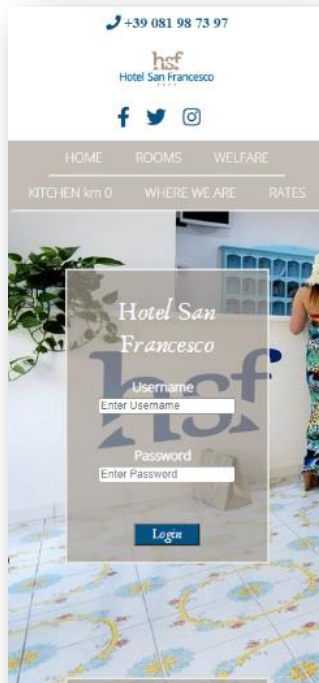 +39 081 98 73 97
hsf
Hotel San Francesco
HOME ROOMS WELFARE
KITCHEN km 0 WHERE WE ARE RATES
Hotel San
Francesco
hsf
Username
Enter Username
Password
Enter Password
Login